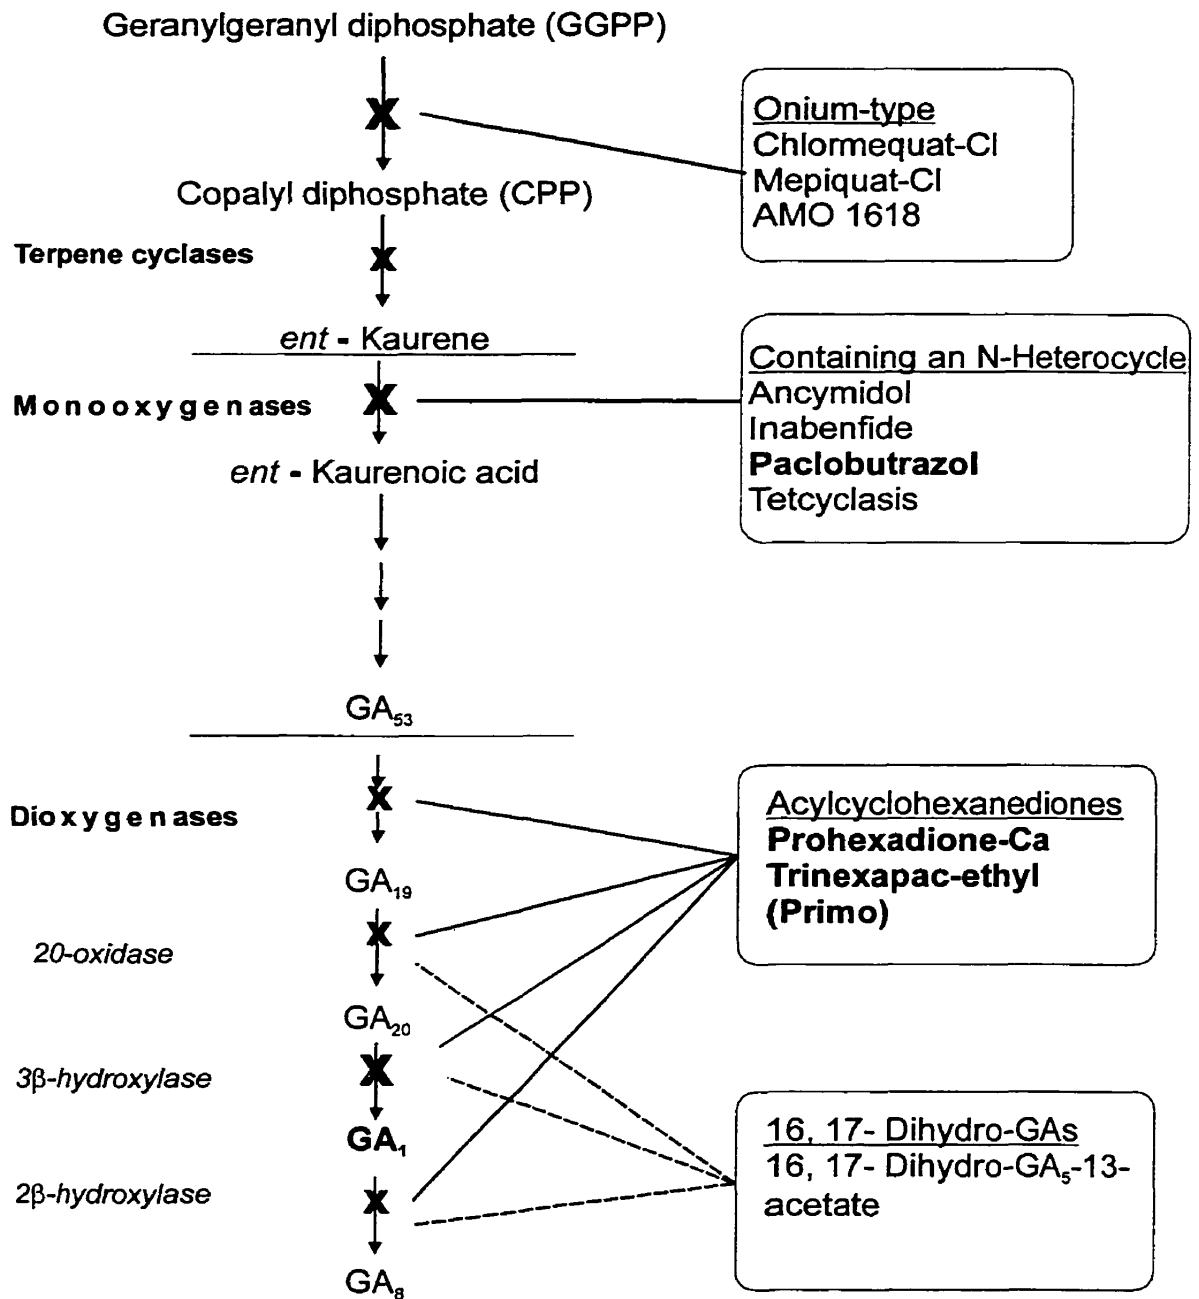 Geranylgeranyl diphosphate (GGPP)
X
Onium-type
Chlormequat-Cl
Mepiquat-Cl
AMO 1618
Copalyl diphosphate (CPP)
Terpene cyclases
X
ent - Kaurene
Monooxygenases
X
Containing an N-Heterocycle
Ancymidol
Inabenfide
Paclobutrazol
Tetcyclasis
ent - Kaurenoic acid
GA₅₃
Dioxygenases
X
Acylcyclohexanediones
Prohexadione-Ca
Trinexapac-ethyl
(Primo)
GA₁₉
20-oxidase
X
GA₂₀
3β-hydroxylase
X
GA₁
16, 17- Dihydro-GAs
16, 17- Dihydro-GA₅-13-
acetate
2β-hydroxylase
X
GA₈